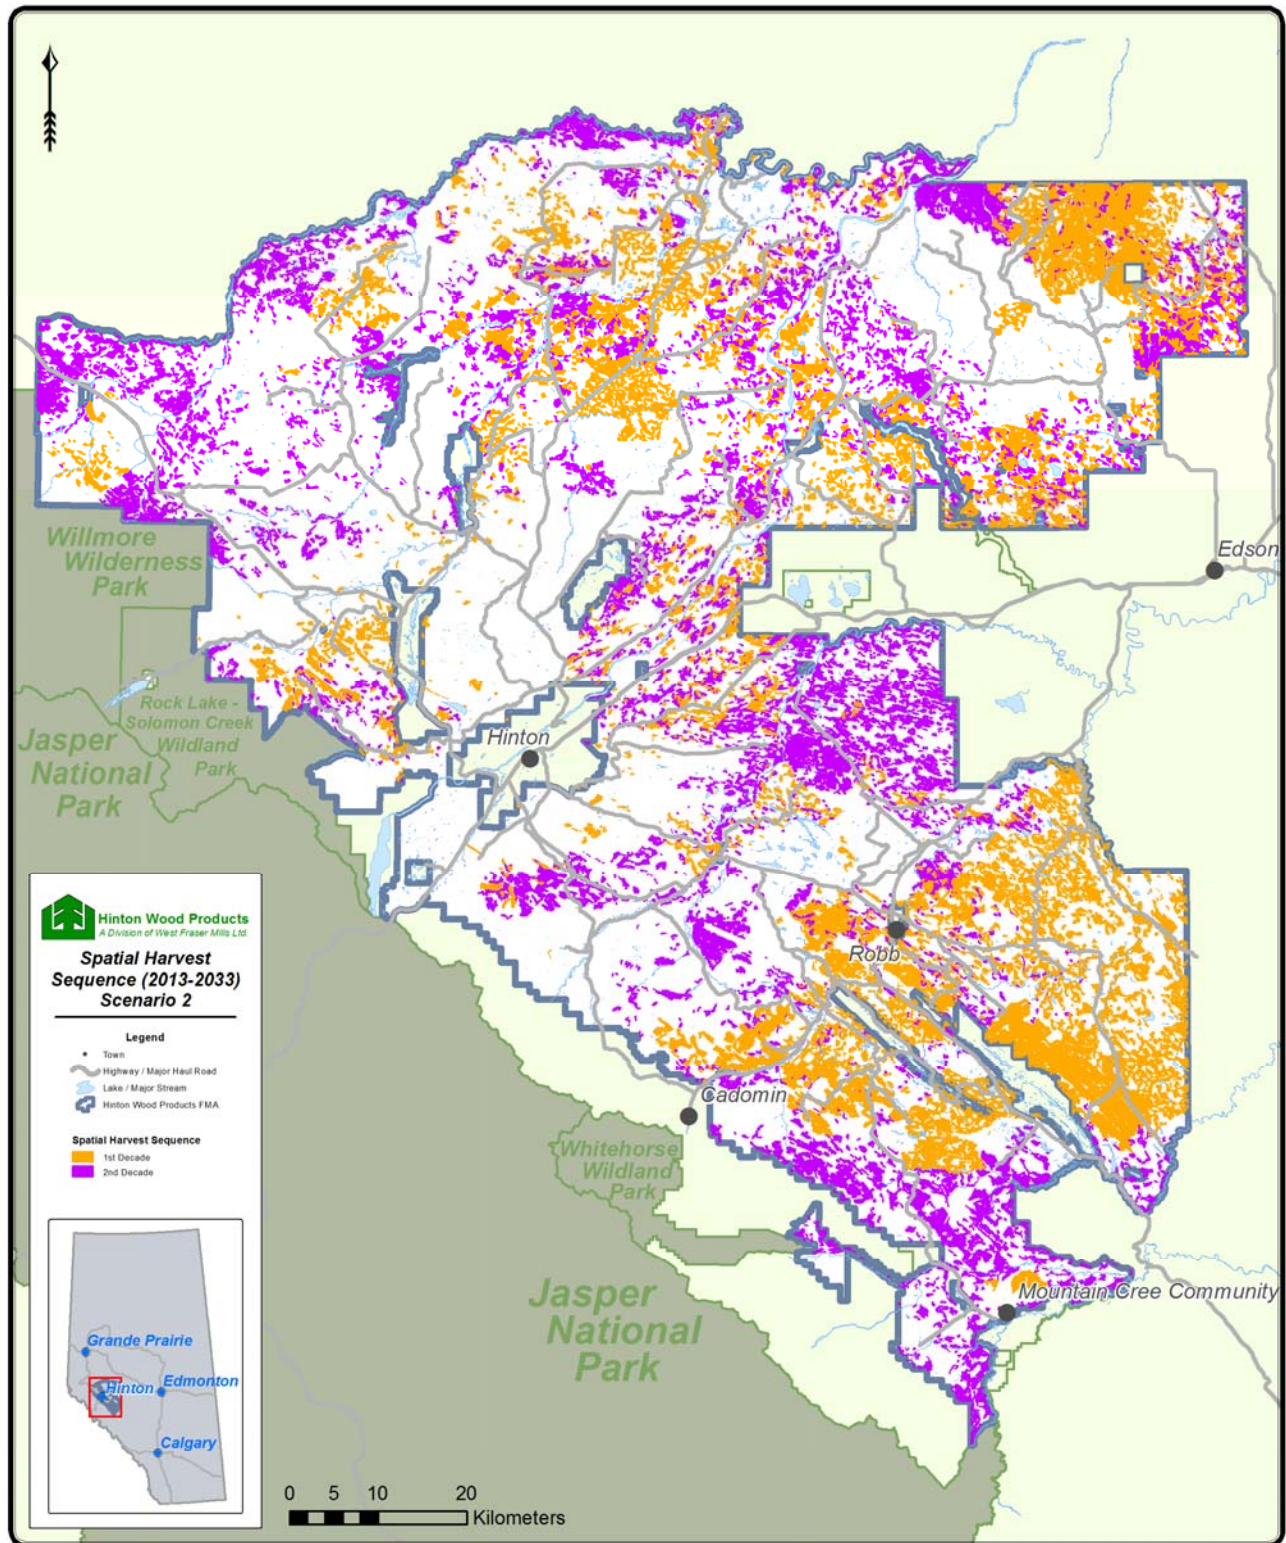 Willmore
Wilderness
Park
Rock Lake -
Solomon Creek
Wildland
Park
Jasper
National
Park
Hinton
Edson
Robb
Cadomin
Whitehorse
Wildland
Park
Mountain Cree Community
Jasper
National
Park
Hinton Wood Products
A Division of West Fraser Mills Ltd.
Spatial Harvest
Sequence (2013-2033)
Scenario 2
Legend
Town
Highway / Major Haul Road
Lake / Major Stream
Hinton Wood Products FMA
Spatial Harvest Sequence
1st Decade
2nd Decade
Grande Prairie
Hinton
Edmonton
Calgary
0 5 10 20
Kilometers